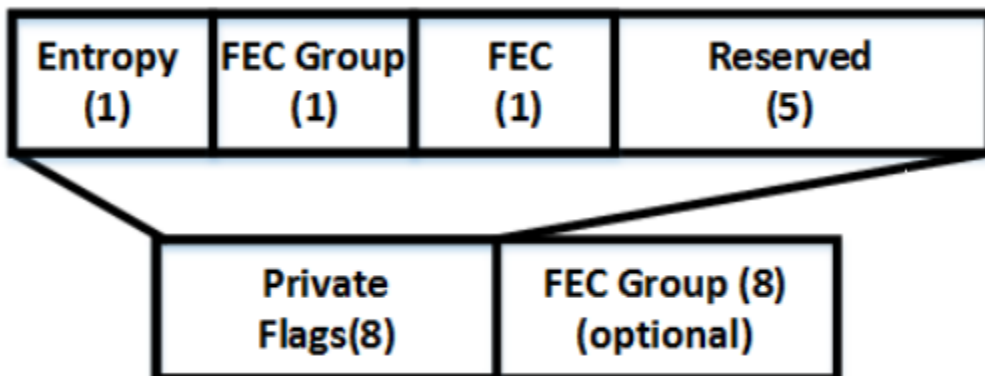 Entropy
(1)
FEC Group
(1)
FEC
(1)
Reserved
(5)
Private
Flags(8)
FEC Group (8)
(optional)